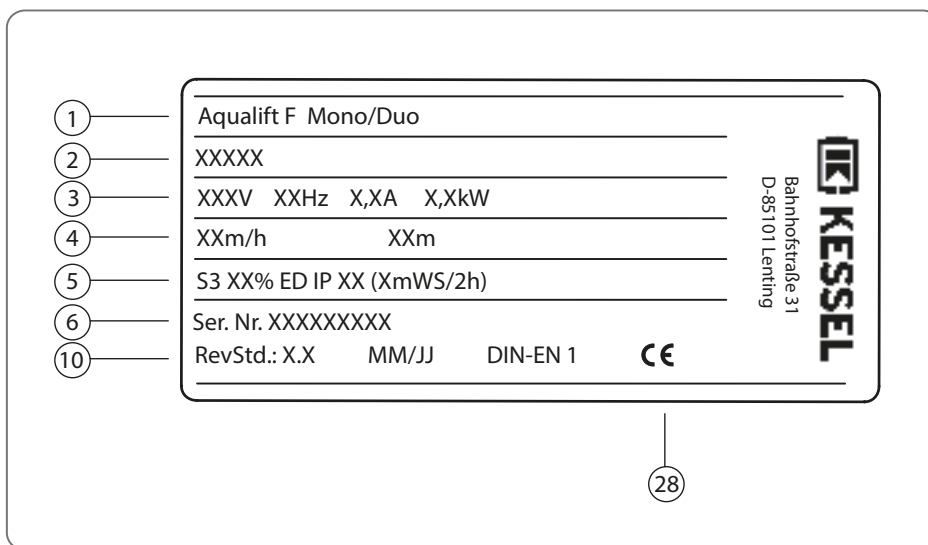 1 Aqualift F Mono/Duo
2 XXXXX
3 XXXV XXHz X,XA X,XkW
4 XXm/h XXm
5 S3 XX% ED IP XX (XmWS/2h)
6 Ser. Nr. XXXXXXXXX
10 RevStd.: X.X MM/JJ DIN-EN 1 CE
Bahnhofstraße 31
D-85101 Lenting
KESSEL
28